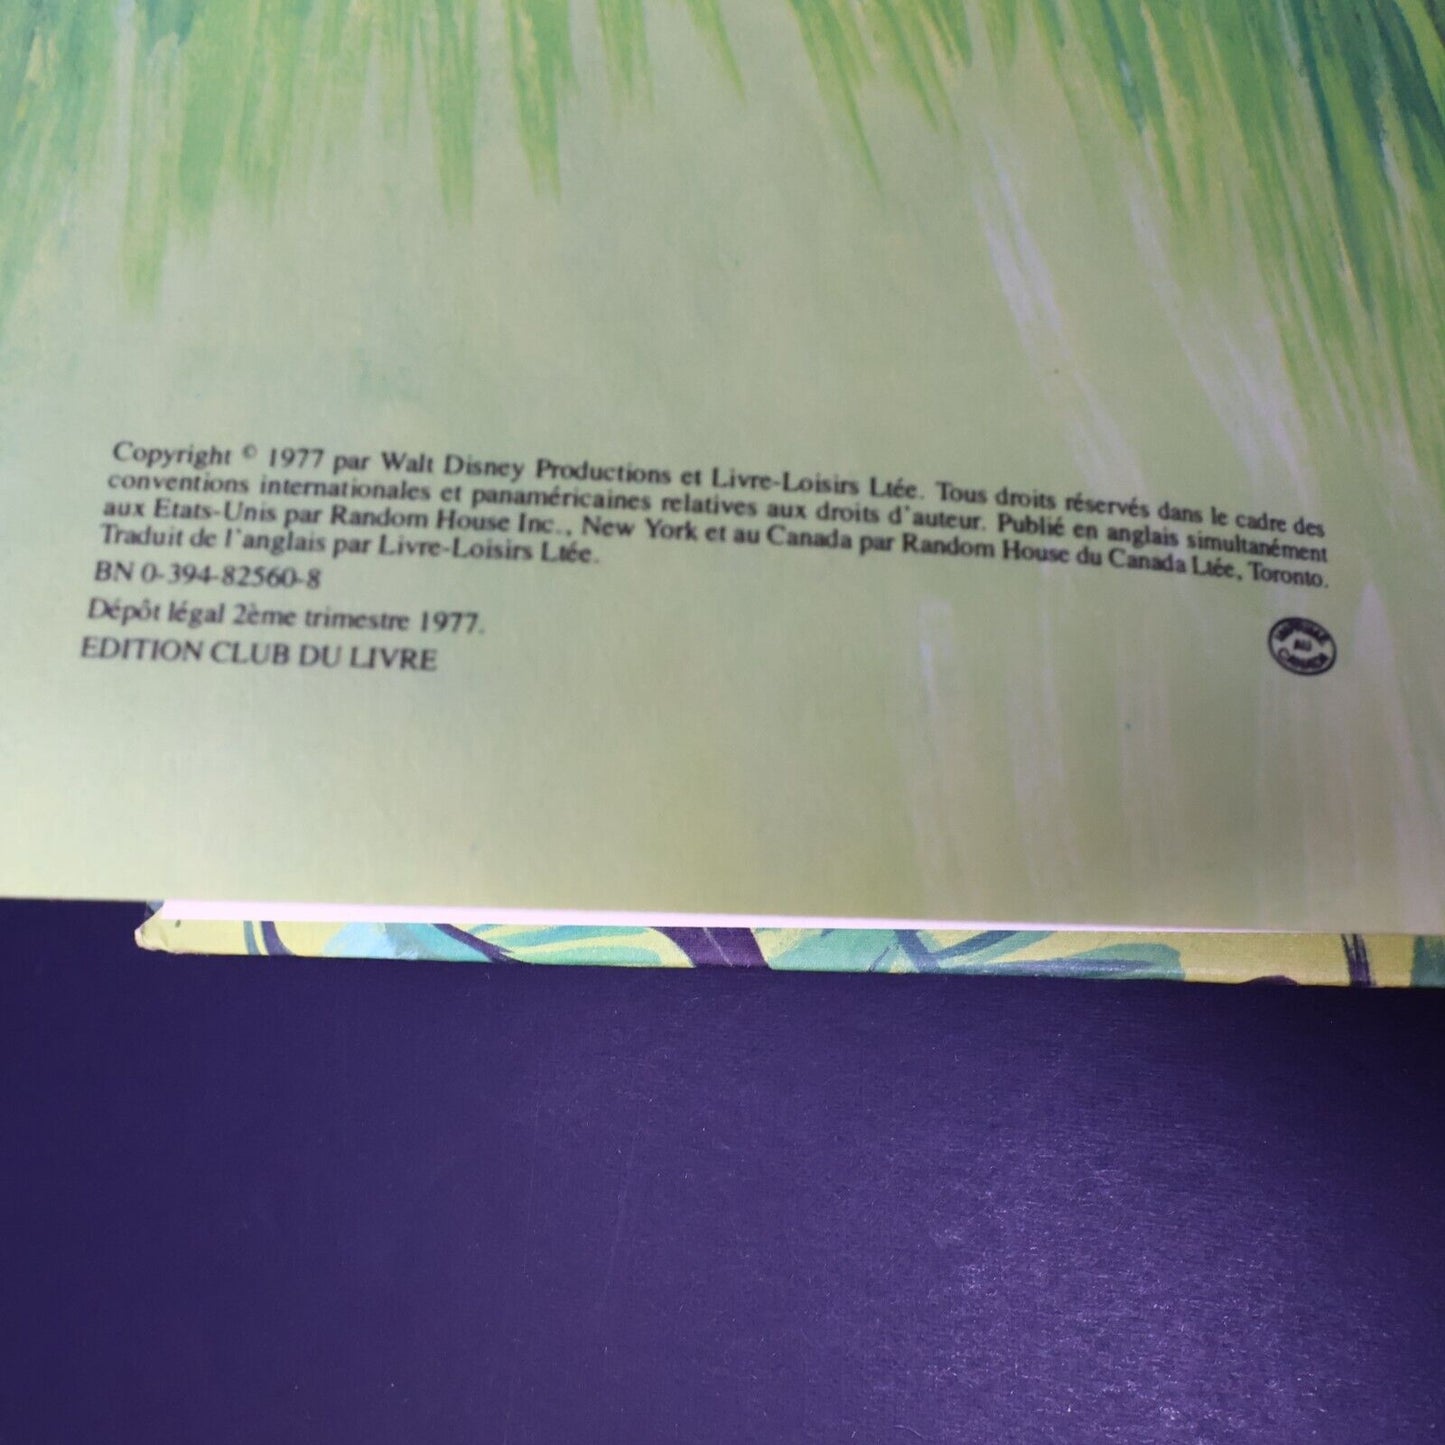 Copyright © 1977 par Walt Disney Productions et Livre-Loisirs Ltée. Tous droits réservés dans le cadre des
conventions internationales et panaméricaines relatives aux droits d'auteur. Publié en anglais simultanément
aux Etats-Unis par Random House Inc., New York et au Canada par Random House du Canada Ltée, Toronto.
Traduit de l'anglais par Livre-Loisirs Ltée.
BN 0-394-82560-8
Dépôt légal 2ème trimestre 1977.
EDITION CLUB DU LIVRE
AU
CANADA